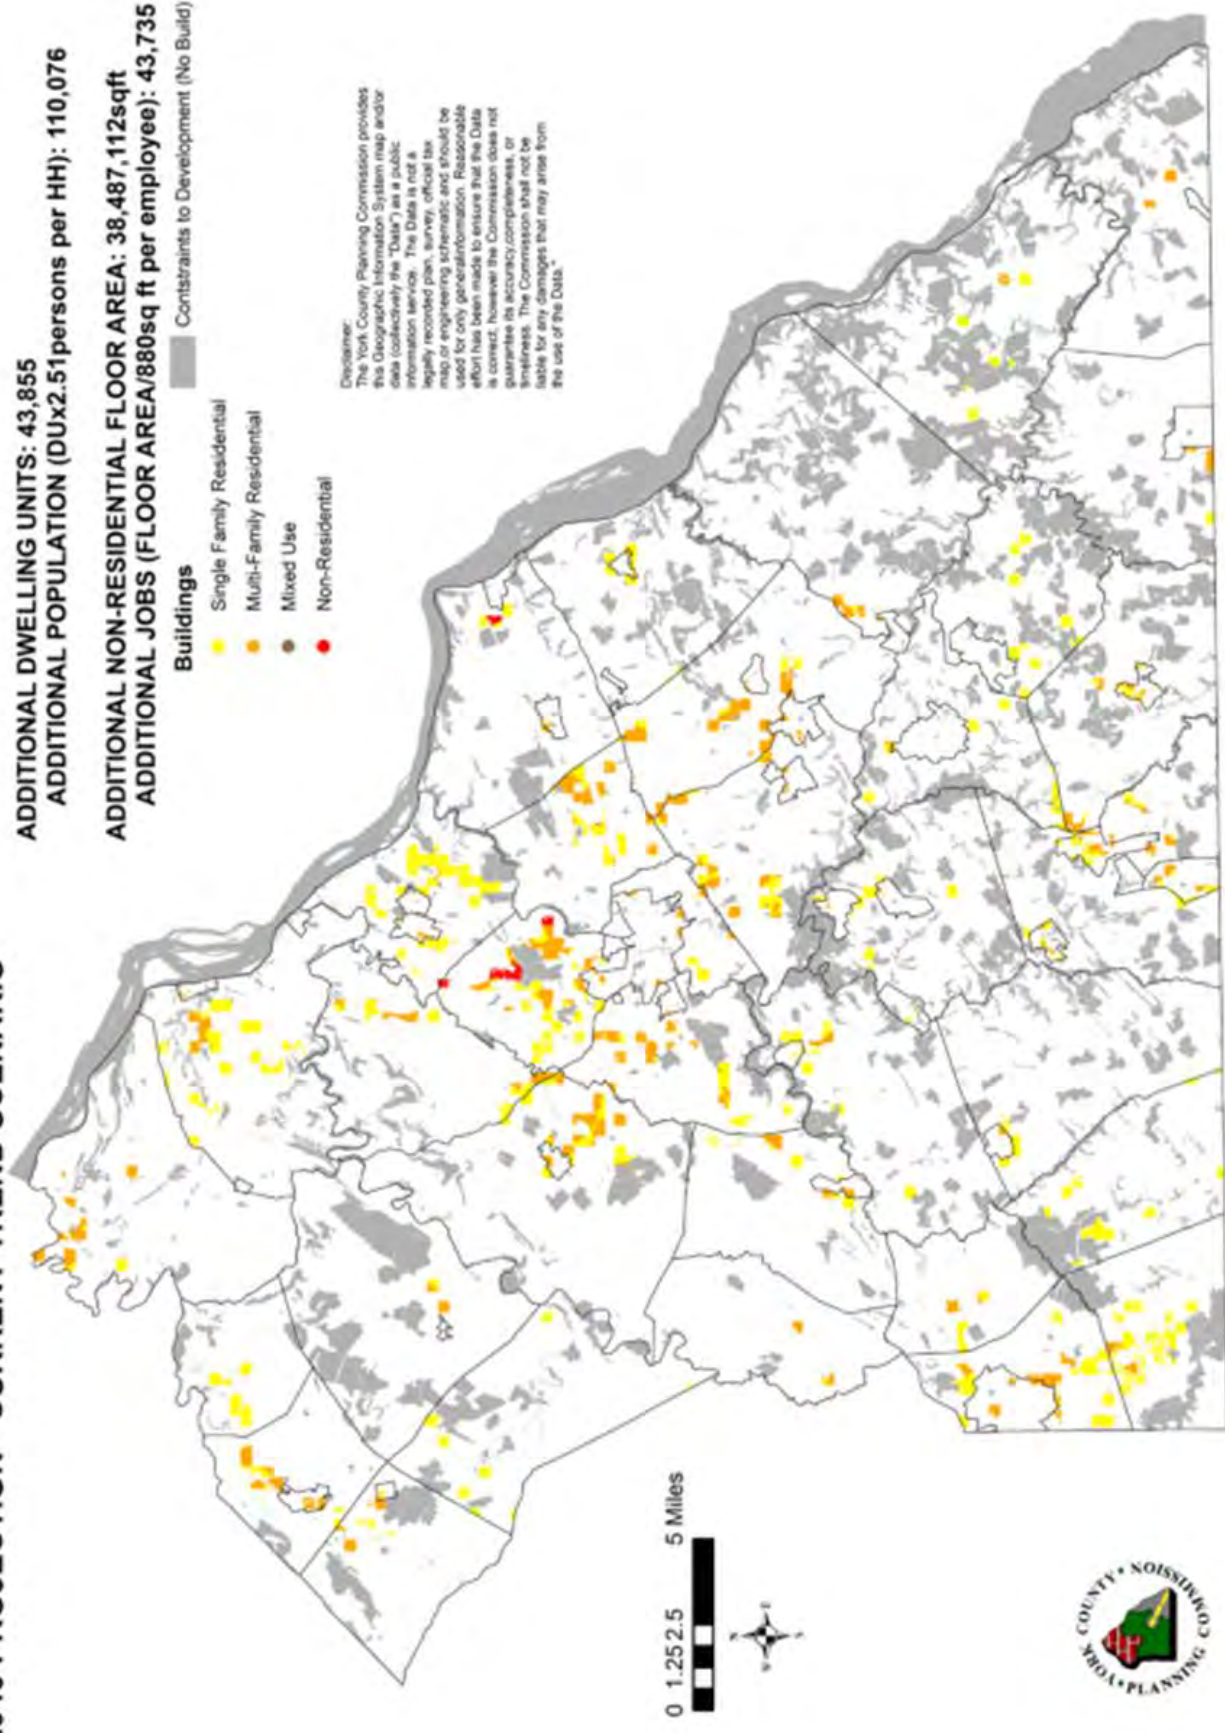 ADDITIONAL DWELLING UNITS: 43,855
ADDITIONAL POPULATION (DUx2.51persons per HH): 110,076
ADDITIONAL NON-RESIDENTIAL FLOOR AREA: 38,487,112sqft
ADDITIONAL JOBS (FLOOR AREA/880sq ft per employee): 43,735
Contstraints to Development (No Build)
Buildings
Single Family Residential
Multi-Family Residential
Mixed Use
Non-Residential
Disclaimer:
The York County Planning Commission provides
this Geographic Information System map and/or
data (collectively the "Data") as a public
information service. The Data is not a
legally recorded plan, survey, official tax
map,or engineering schematic and should be
used for only generalinformation. Reasonable
effort has been made to ensure that the Data
is correct; however the Commission does not
guarantee its accuracy,completeness, or
timeliness. The Commission shall not be
liable for any damages that may arise from
the use of the Data."
0 1.25 2.5 5 Miles
N
E
S
W
YORK COUNTY
PLANNING COMMISSION